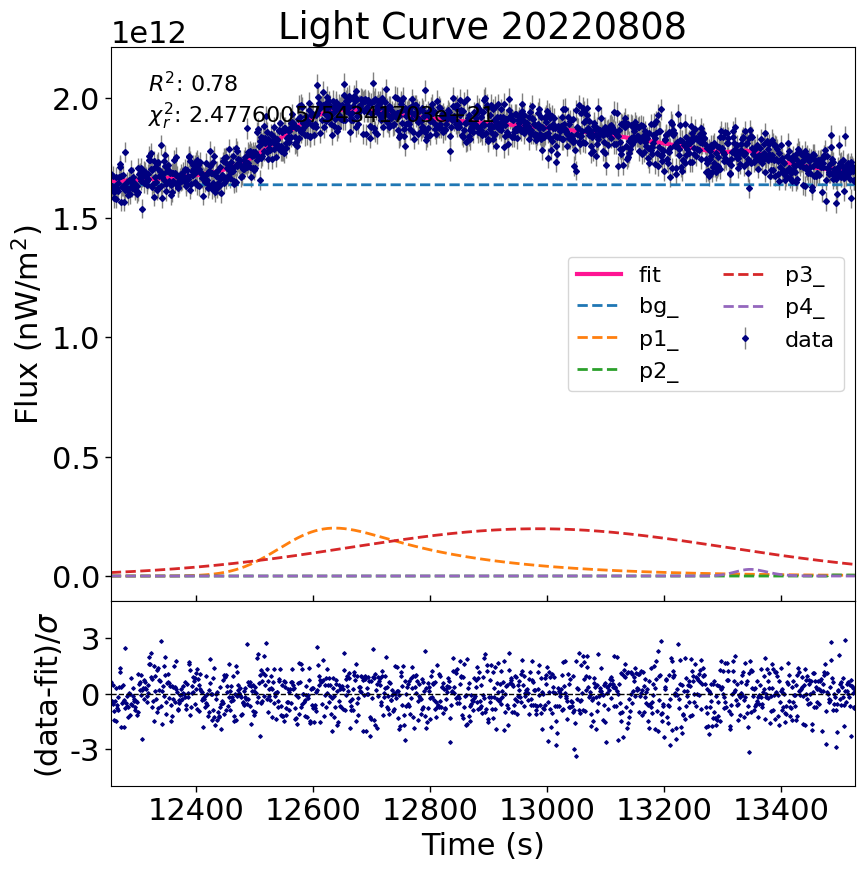 Light Curve 20220808
1e12
R²: 0.78
χ²ᵣ:
2.0
1.5
1.0
0.5
0.0
Flux (nW/m²)
fit
bg_
p1_
p2_
p3_
p4_
data
3
0
-3
(data-fit)/σ
12400 12600 12800 13000 13200 13400
Time (s)